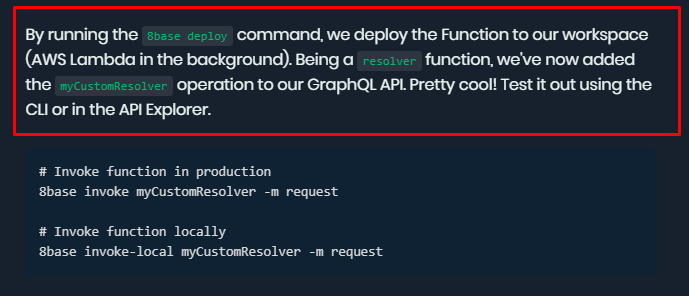 By running the 8base deploy command, we deploy the Function to our workspace
(AWS Lambda in the background). Being a resolver function, we've now added
the myCustomResolver operation to our GraphQL API. Pretty cool! Test it out using the
CLI or in the API Explorer.
# Invoke function in production
8base invoke myCustomResolver -m request
# Invoke function locally
8base invoke-local myCustomResolver -m request